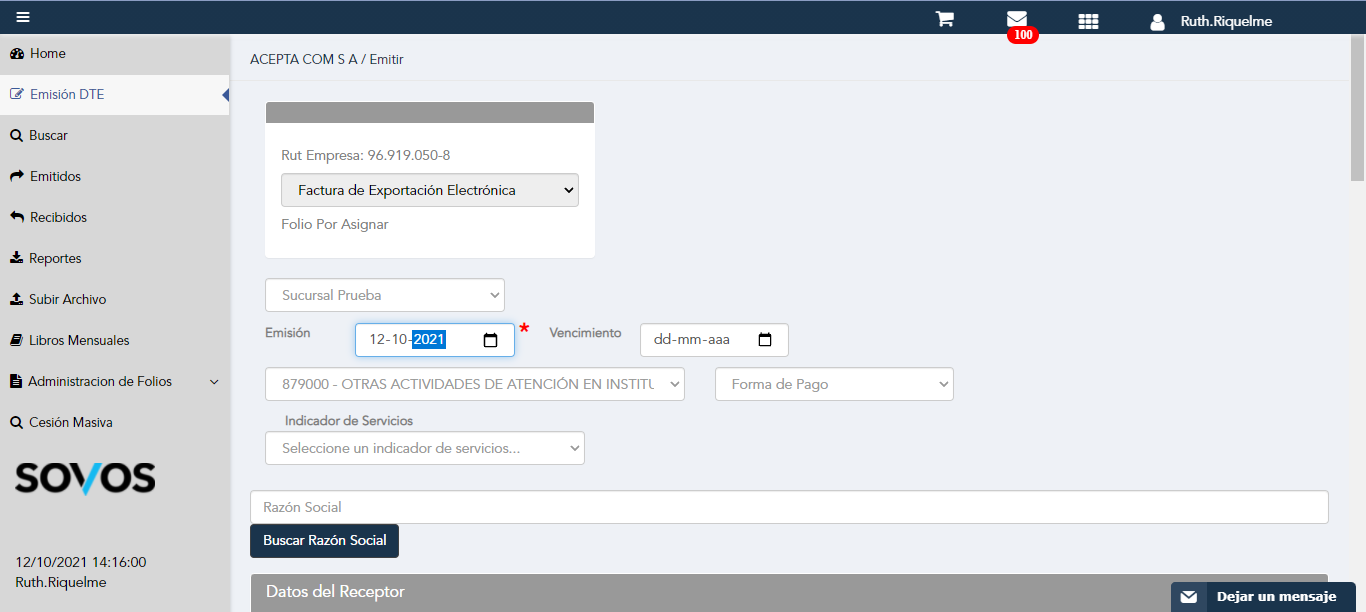 Ruth.Riquelme
100
Home
Emisión DTE
Buscar
Emitidos
Recibidos
Reportes
Subir Archivo
Libros Mensuales
Administracion de Folios
Cesión Masiva
SOVOS
12/10/2021 14:16:00
Ruth.Riquelme
ACEPTA COM S A / Emitir
Rut Empresa: 96.919.050-8
Factura de Exportación Electrónica
Folio Por Asignar
Sucursal Prueba
Emisión 12-10-2021 * Vencimiento dd-mm-aaa
879000 - OTRAS ACTIVIDADES DE ATENCIÓN EN INSTITU Forma de Pago
Indicador de Servicios
Seleccione un indicador de servicios...
Razón Social
Buscar Razón Social
Datos del Receptor
Dejar un mensaje